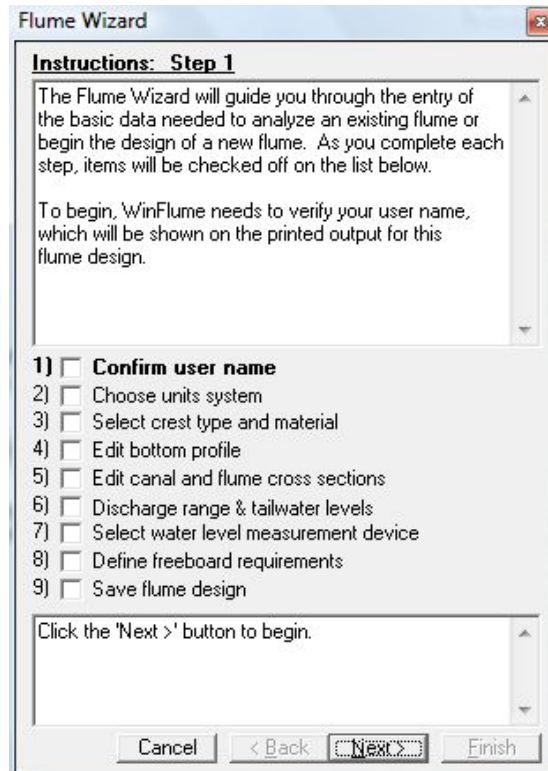 Flume Wizard
Instructions: Step 1
The Flume Wizard will guide you through the entry of
the basic data needed to analyze an existing flume or
begin the design of a new flume. As you complete each
step, items will be checked off on the list below.
To begin, WinFlume needs to verify your user name,
which will be shown on the printed output for this
flume design.
1) Confirm user name
2) Choose units system
3) Select crest type and material
4) Edit bottom profile
5) Edit canal and flume cross sections
6) Discharge range & tailwater levels
7) Select water level measurement device
8) Define freeboard requirements
9) Save flume design
Click the 'Next >' button to begin.
Cancel < Back Next > Finish